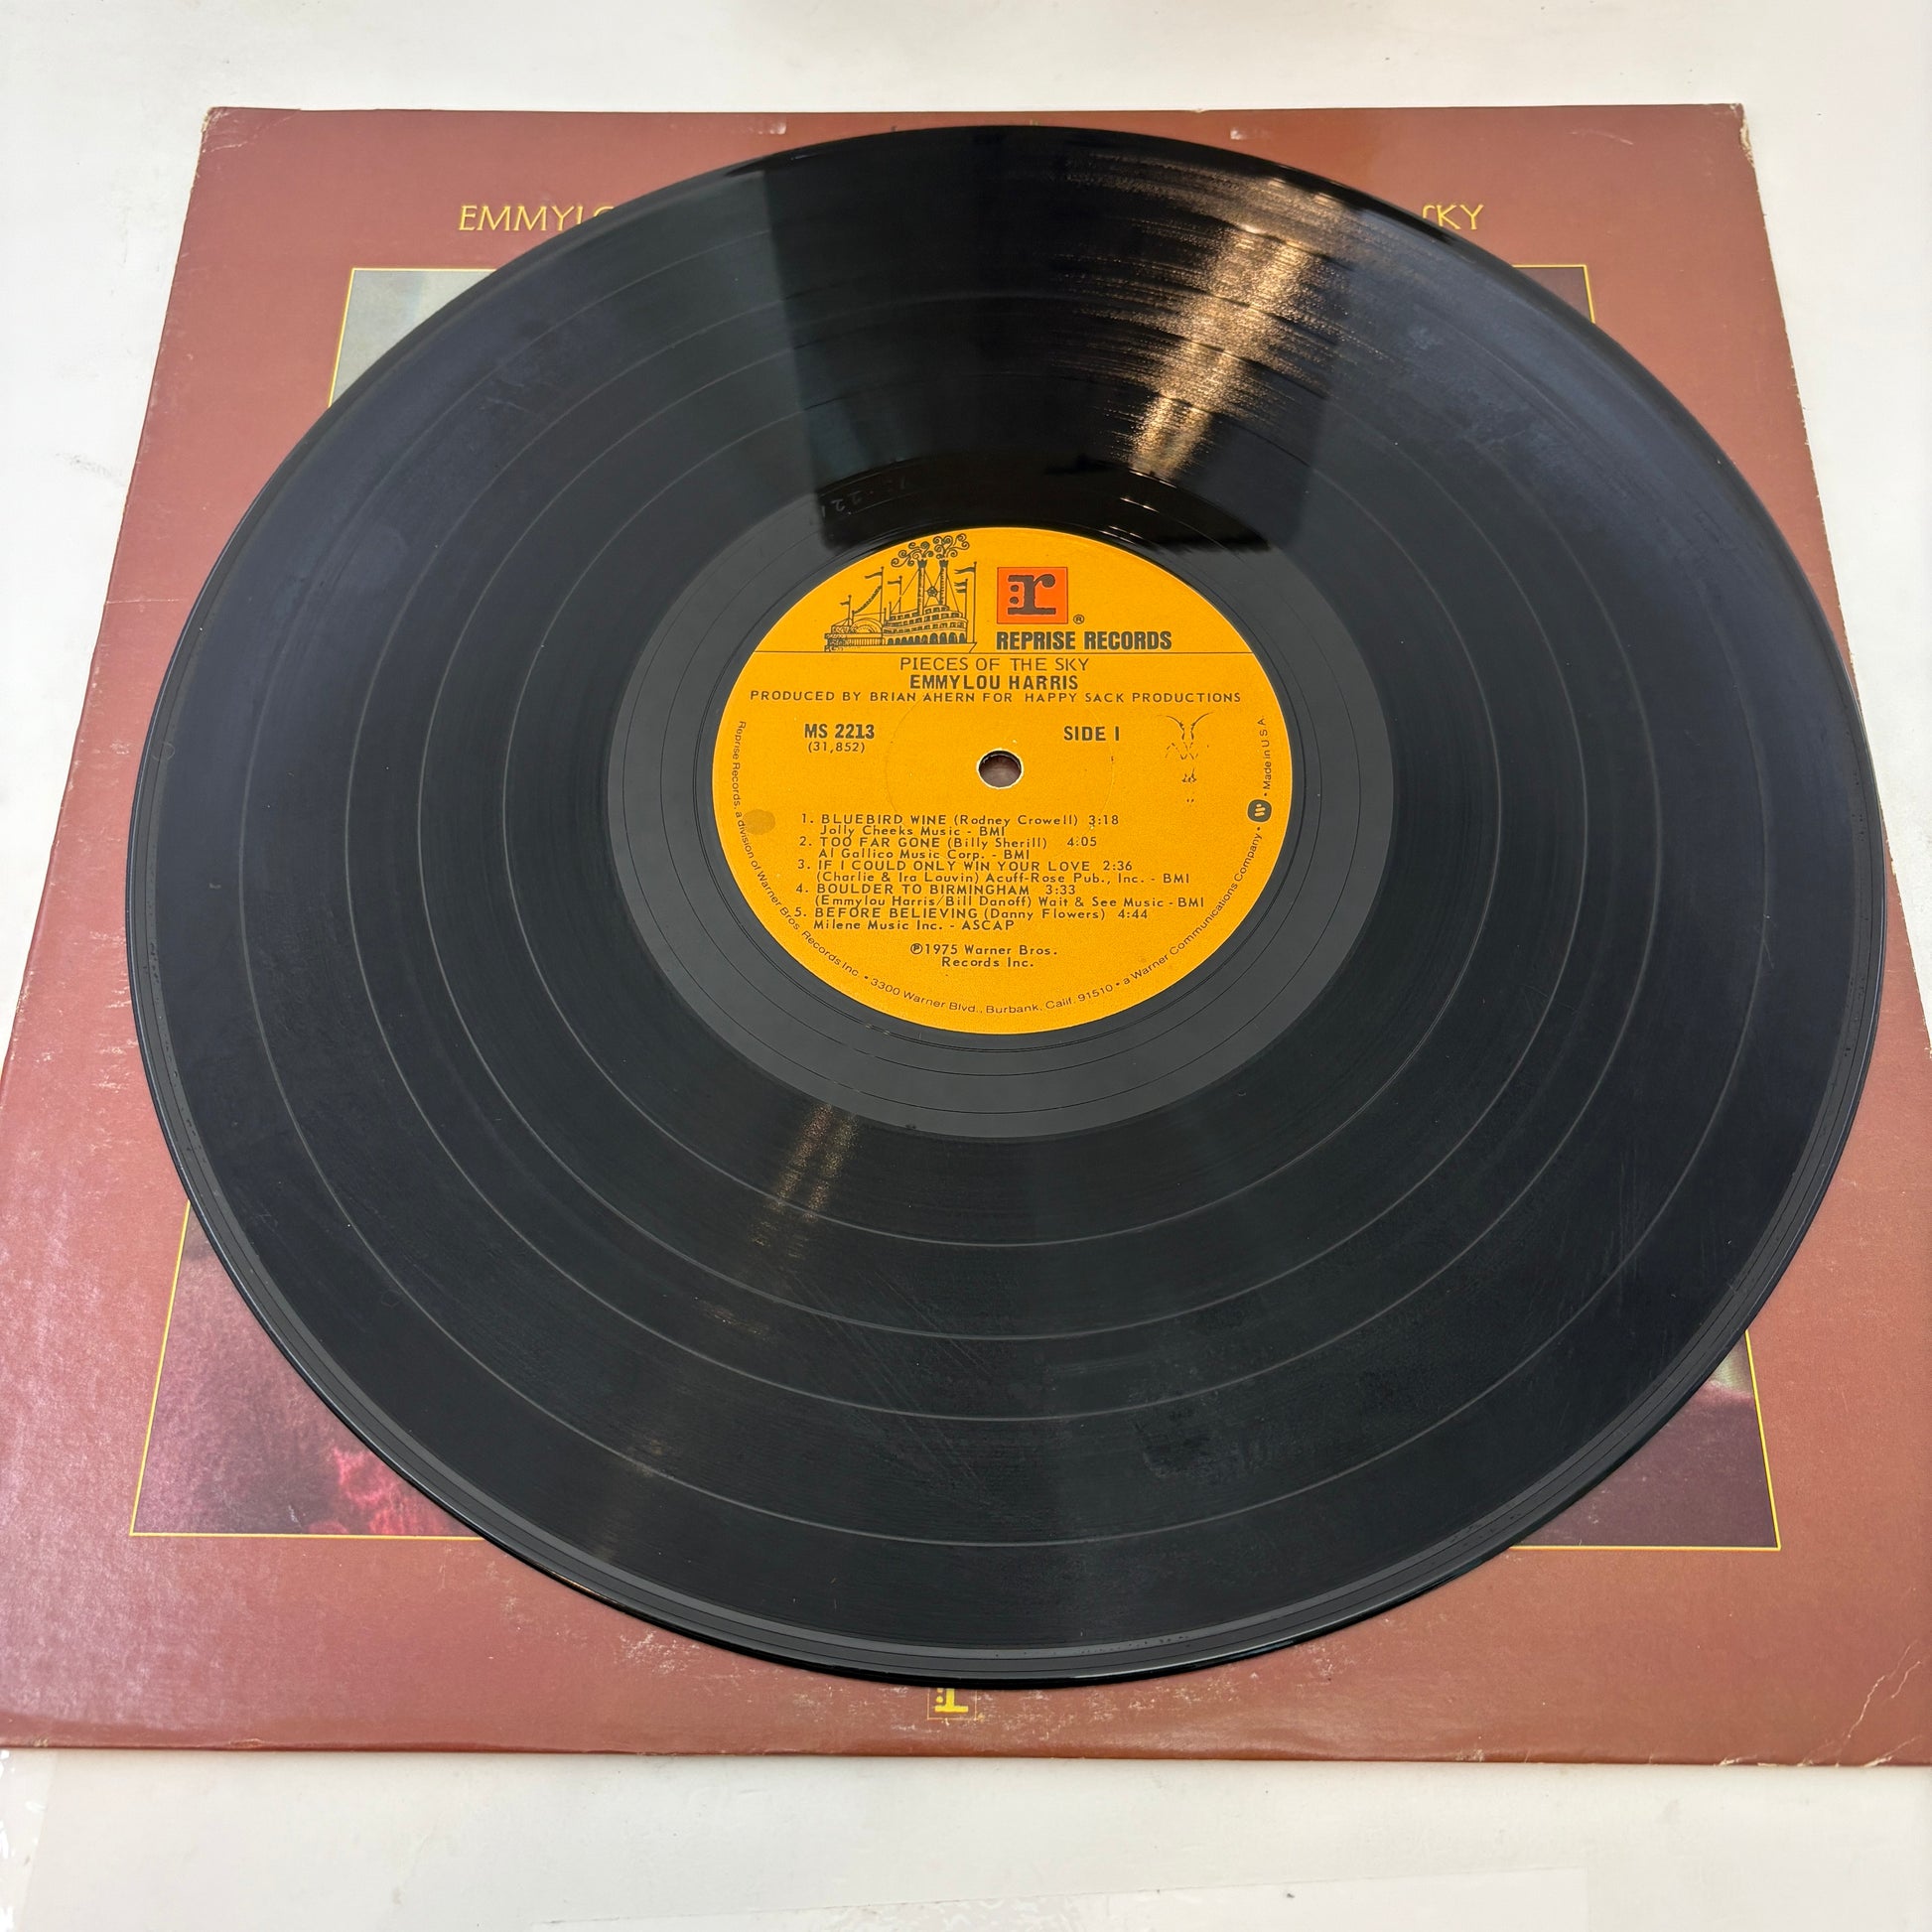 SKY
r
®
REPRISE RECORDS
PIECES OF THE SKY
EMMYLOU HARRIS
PRODUCED BY BRIAN AHERN FOR HAPPY SACK PRODUCTIONS
MS 2213
SIDE 1
(31,852)
1. BLUEBIRD WINE (Rodney Crowell) 3:18
Jolly Cheeks Music - BMI
2. TOO FAR GONE (Billy Sherill) 4:05
Al Gallico Music Corp. - BMI
3. IF I COULD ONLY WIN YOUR LOVE 2:36
(Charlie & Ira Louvin) Acuff-Rose Pub., Inc. - BMI
4. BOULDER TO BIRMINGHAM 3:33
(Emmylou Harris/Bill Danoff) Wait & See Music - BMI
5. BEFORE BELIEVING (Danny Flowers) 4:44
Milene Music Inc. - ASCAP
℗1975 Warner Bros.
Records Inc.
Reprise Records, a division of Warner Bros. Records Inc. • 3300 Warner Blvd., Burbank, Calif. 91510 • a Warner Communications Company • Made in U.S.A.
r